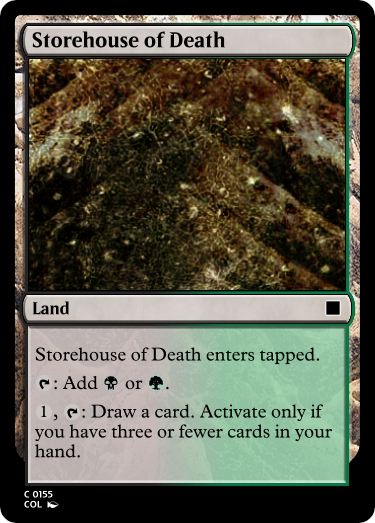 Storehouse of Death
Land
Storehouse of Death enters tapped.
: Add or .
1 , : Draw a card. Activate only if
you have three or fewer cards in your
hand.
C 0155
COL